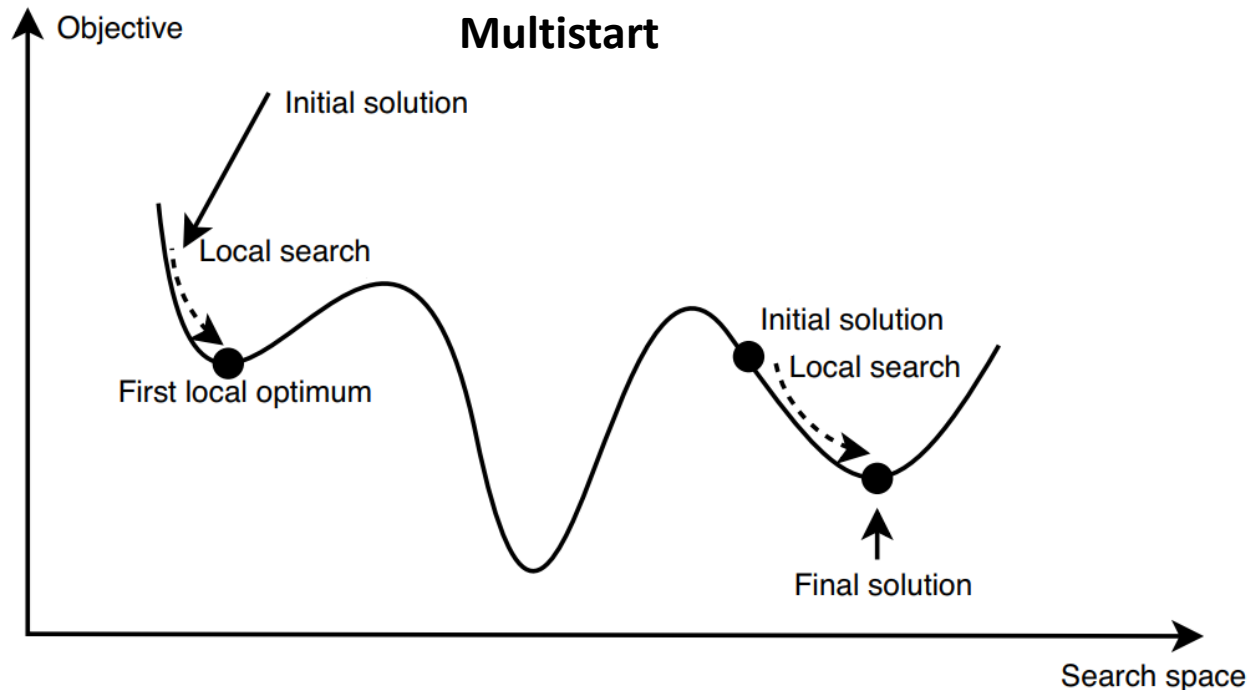 Objective
Multistart
Initial solution
Local search
First local optimum
Initial solution
Local search
Final solution
Search space